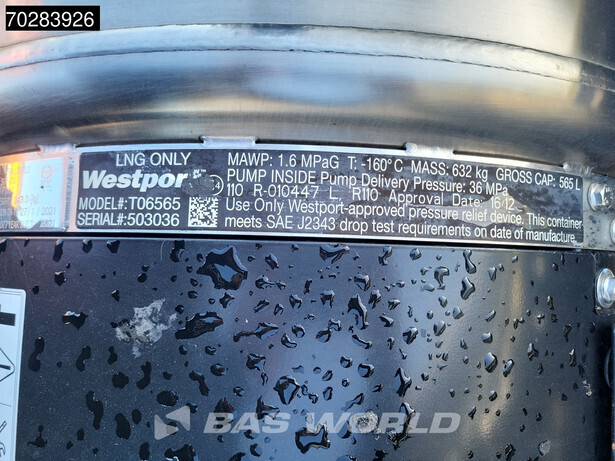 70283926
LNG ONLY
Westport
MODEL#:T06565
SERIAL#:503036
MAWP: 1.6 MPaG T: -160°C MASS: 632 kg GROSS CAP: 565 L
PUMP INSIDE Pump Delivery Pressure: 36 MPa
110 R-010447 L, R110 Approval Date: 16-12
Use Only Westport-approved pressure relief device. This container
meets SAE J2343 drop test requirements on date of manufacture.
BAS WORLD